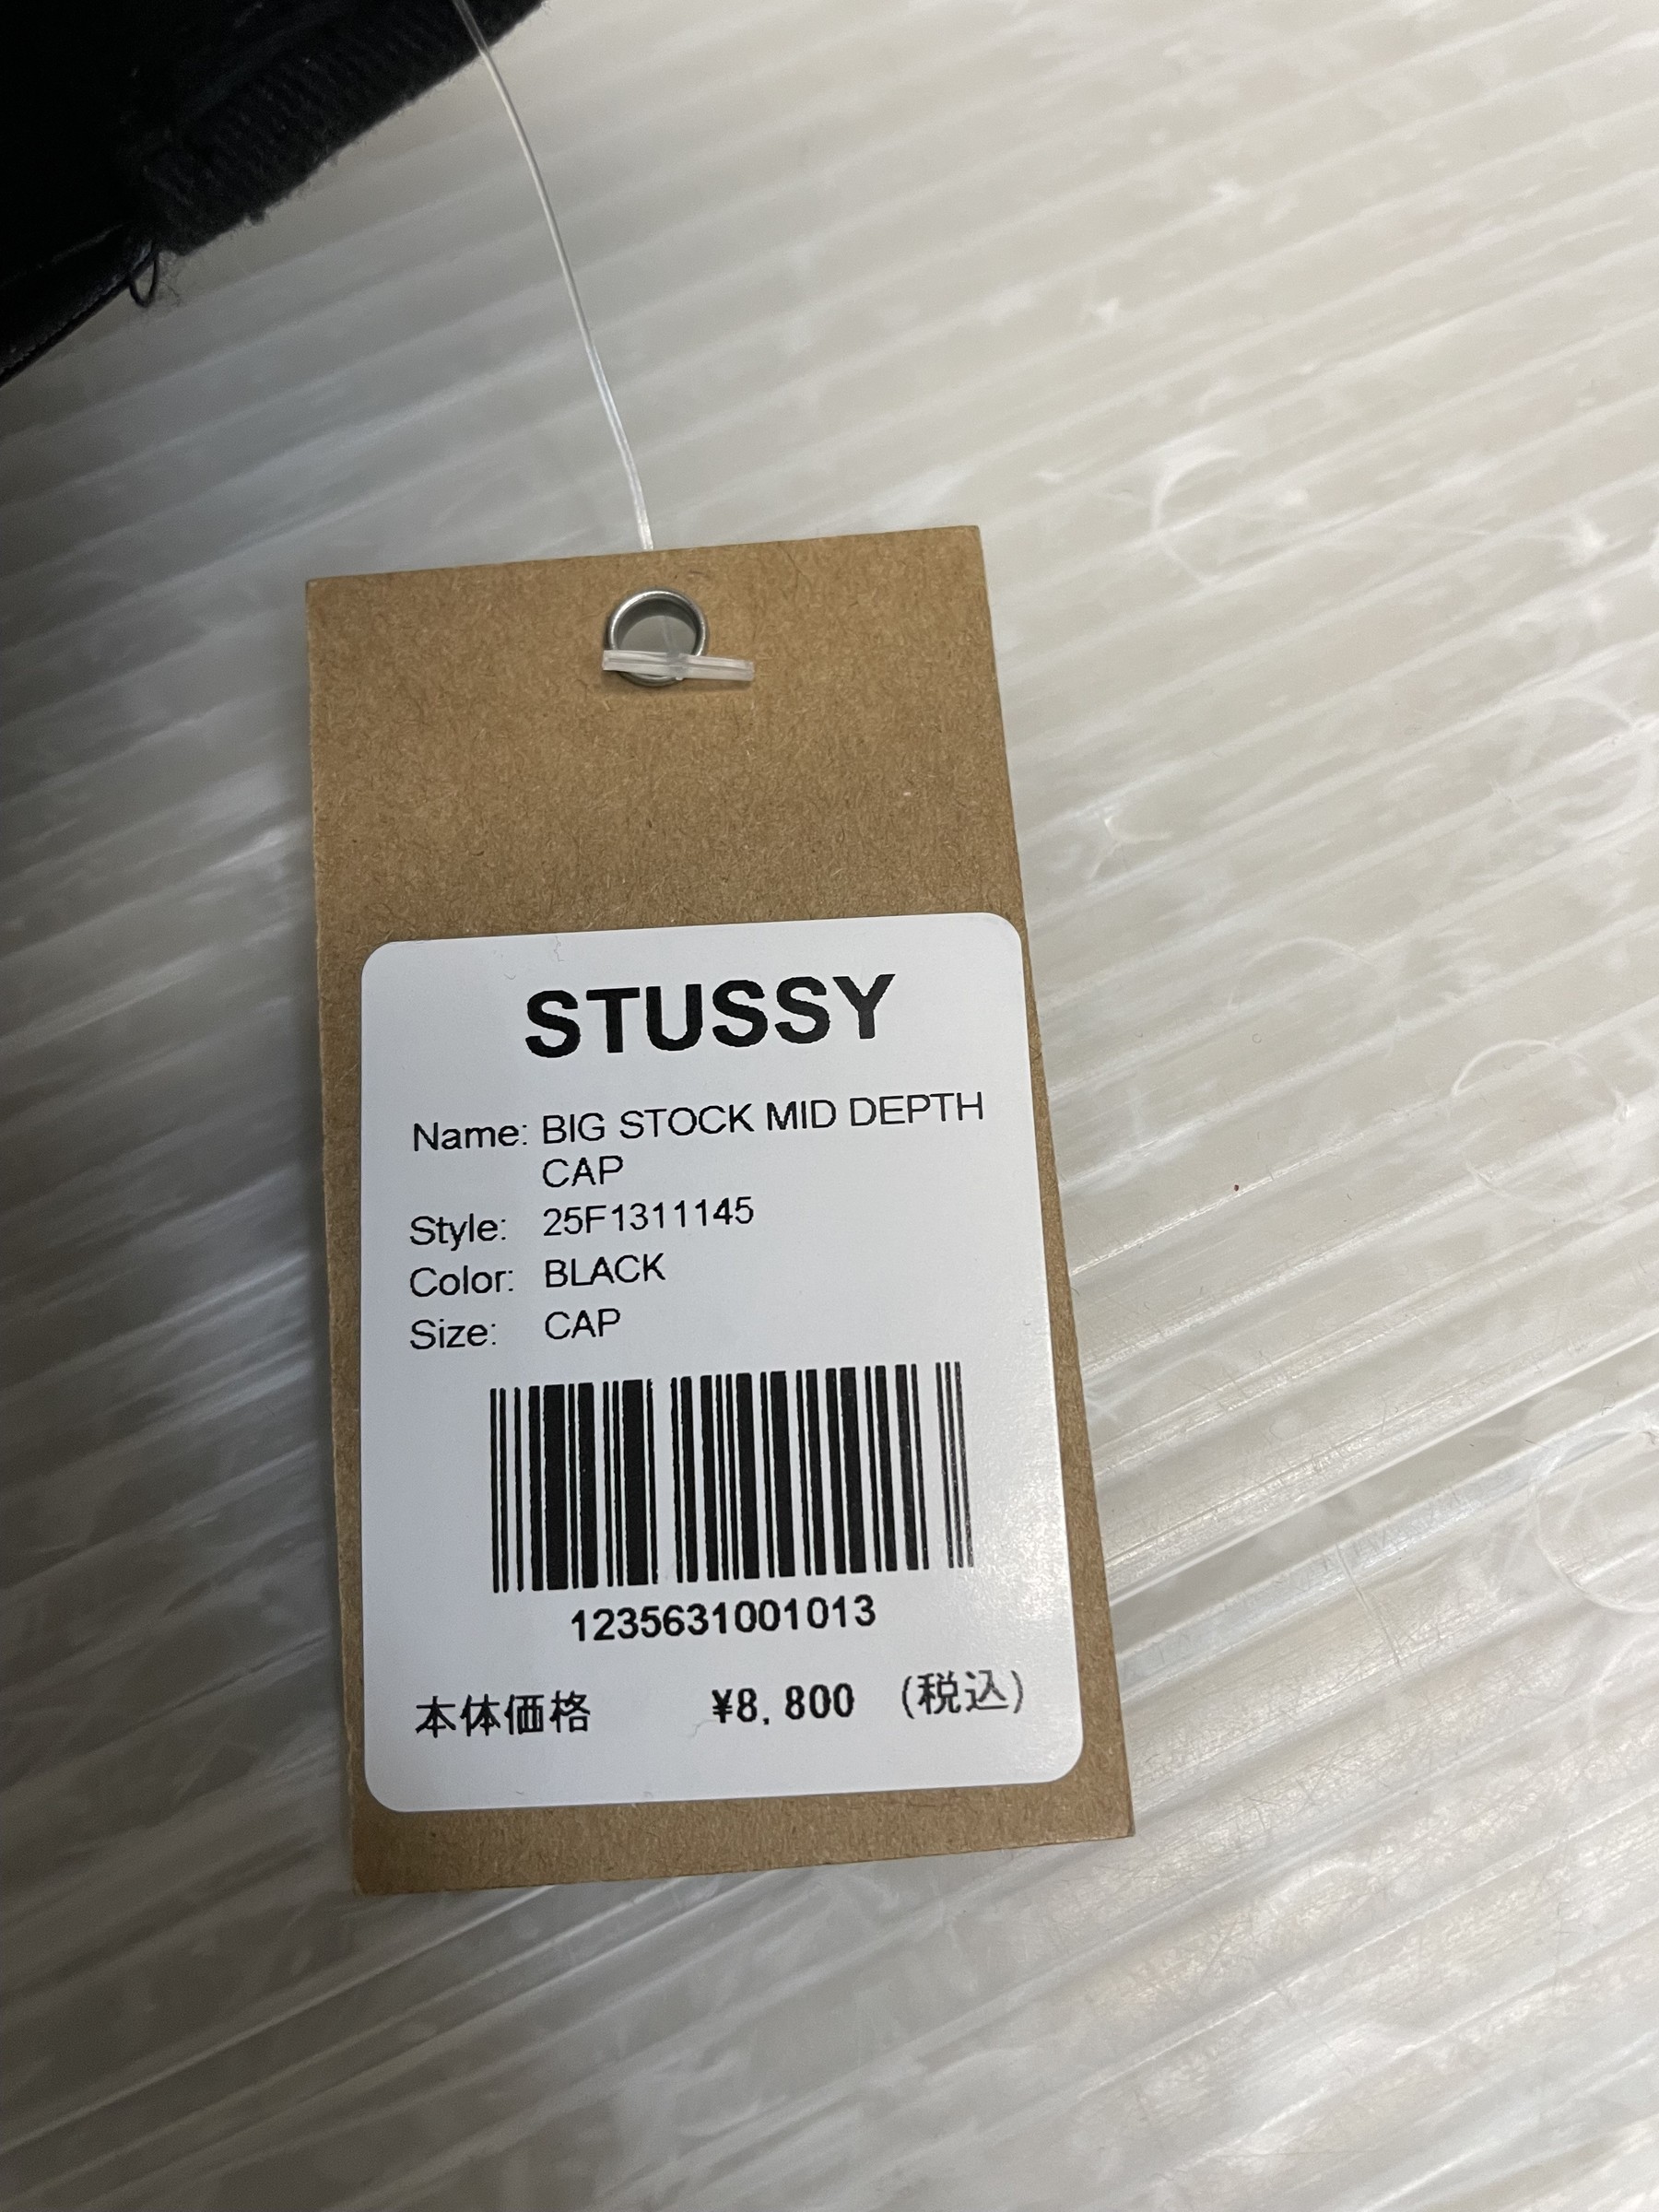 STUSSY
Name: BIG STOCK MID DEPTH
CAP
Style: 25F1311145
Color: BLACK
Size: CAP
1235631001013
本体価格 ¥8,800 (税込)